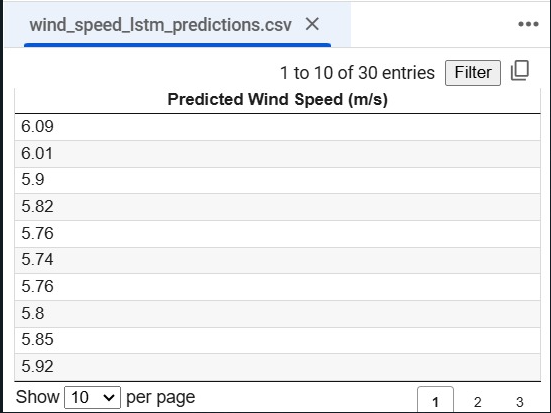 wind_speed_lstm_predictions.csv ×
1 to 10 of 30 entries Filter
Predicted Wind Speed (m/s)
6.09
6.01
5.9
5.82
5.76
5.74
5.76
5.8
5.85
5.92
Show 10 per page 1 2 3